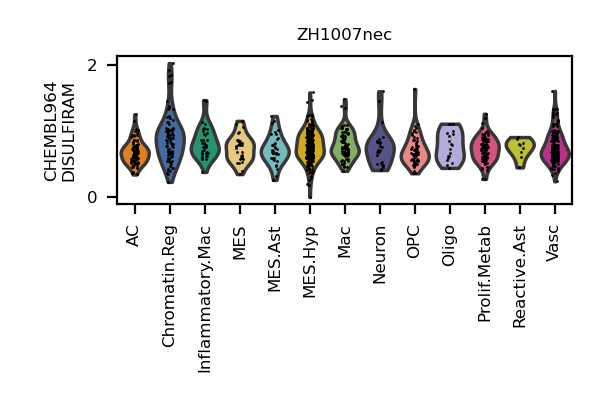 ZH1007nec
CHEMBL964
DISULFIRAM
2
0
AC
Chromatin.Reg
Inflammatory.Mac
MES
MES.Ast
MES.Hyp
Mac
Neuron
OPC
Oligo
Prolif.Metab
Reactive.Ast
Vasc